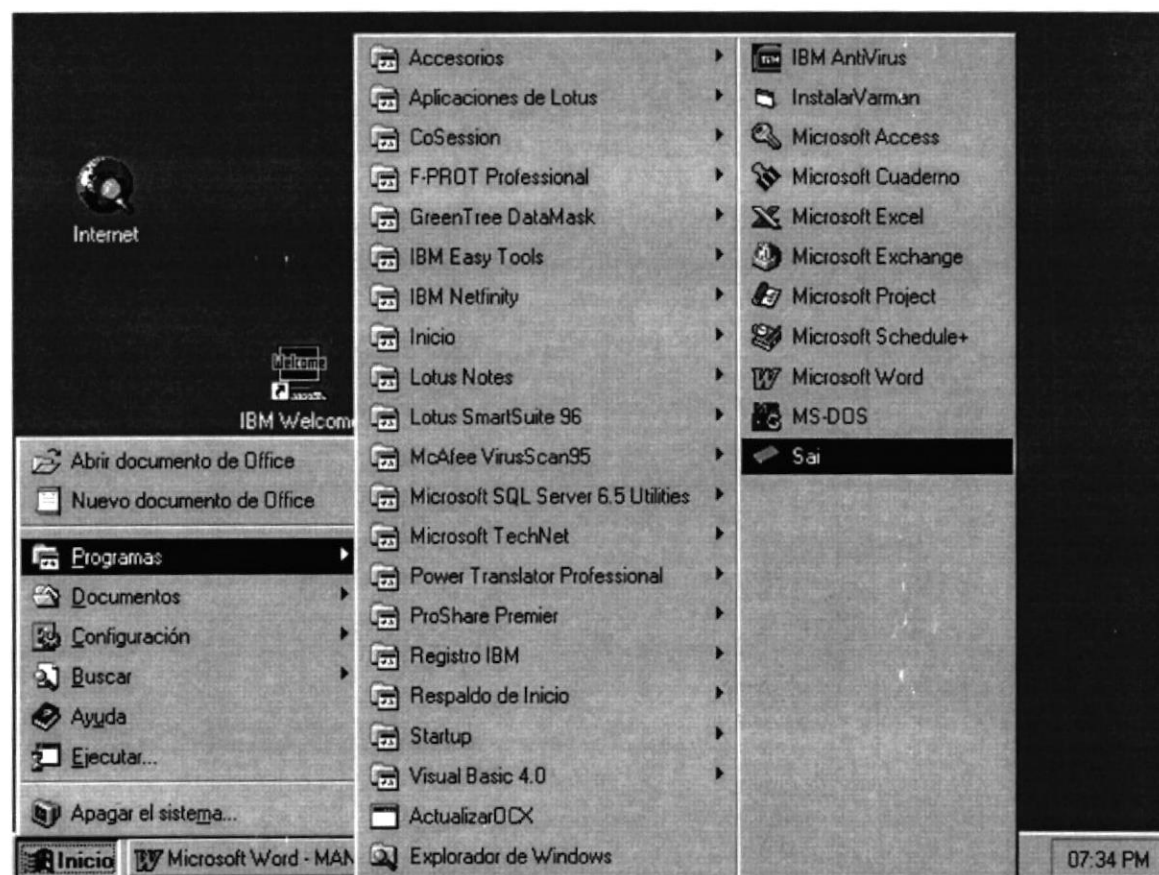 Internet
Welcome
IBM Welcome
Abrir documento de Office
Nuevo documento de Office
Programas
Documentos
Configuración
Buscar
Ayuda
Ejecutar...
Apagar el sistema...
Inicio
Microsoft Word - MAN
Accesorios
Aplicaciones de Lotus
CoSession
F-PROT Professional
GreenTree DataMask
IBM Easy Tools
IBM Netfinity
Inicio
Lotus Notes
Lotus SmartSuite 96
McAfee VirusScan95
Microsoft SQL Server 6.5 Utilities
Microsoft TechNet
Power Translator Professional
ProShare Premier
Registro IBM
Respaldo de Inicio
Startup
Visual Basic 4.0
ActualizarOCX
Explorador de Windows
IBM AntiVirus
InstalarVarman
Microsoft Access
Microsoft Cuaderno
Microsoft Excel
Microsoft Exchange
Microsoft Project
Microsoft Schedule+
Microsoft Word
MS-DOS
Sai
07:34 PM